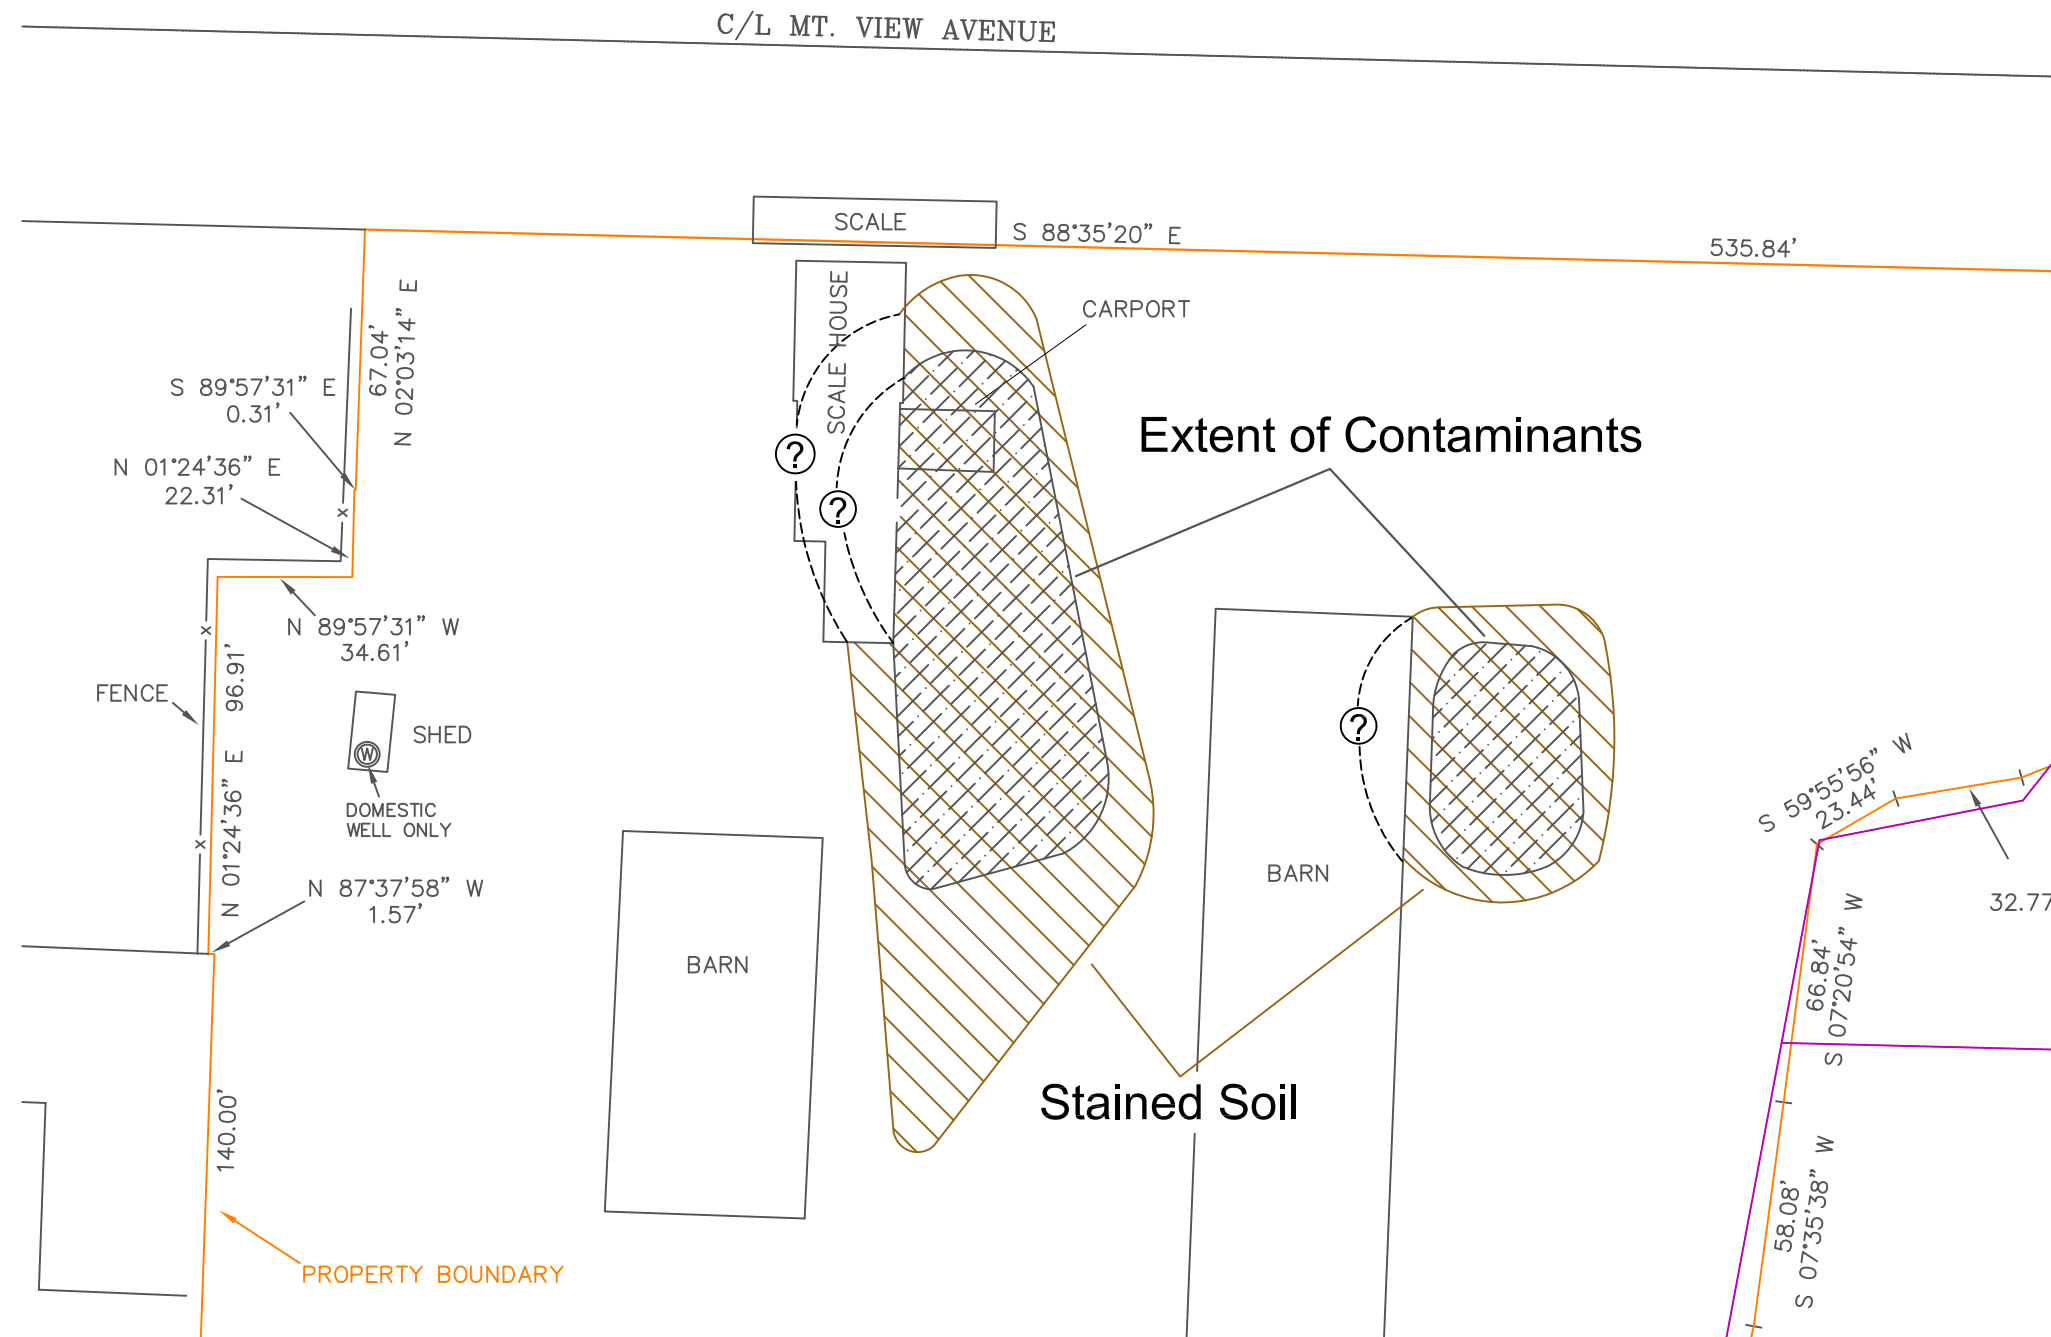 C/L MT. VIEW AVENUE
SCALE
S 88°35'20" E
535.84'
SCALE HOUSE
CARPORT
67.04'
N 02°03'14" E
S 89°57'31" E
0.31'
N 01°24'36" E
22.31'
x
Extent of Contaminants
?
?
N 89°57'31" W
34.61'
x
FENCE
96.91'
N 01°24'36" E
SHED
W
DOMESTIC
WELL ONLY
x
N 87°37'58" W
1.57'
?
BARN
BARN
S 59°55'56" W
23.44'
32.77
66.84'
S 07°20'54" W
Stained Soil
140.00'
58.08'
S 07°35'38" W
PROPERTY BOUNDARY